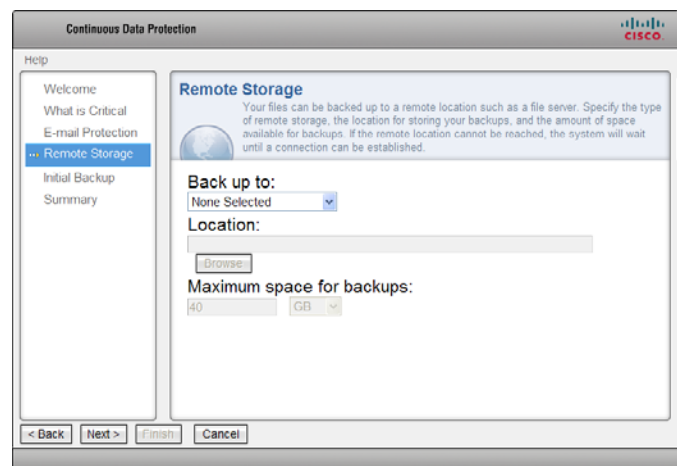 Continuous Data Protection
CISCO
Help
Welcome
What is Critical
E-mail Protection
Remote Storage
Initial Backup
Summary
Remote Storage
Your files can be backed up to a remote location such as a file server. Specify the type
of remote storage, the location for storing your backups, and the amount of space
available for backups. If the remote location cannot be reached, the system will wait
until a connection can be established.
Back up to:
None Selected
Location:
Browse
Maximum space for backups:
40 GB
< Back Next > Finish Cancel